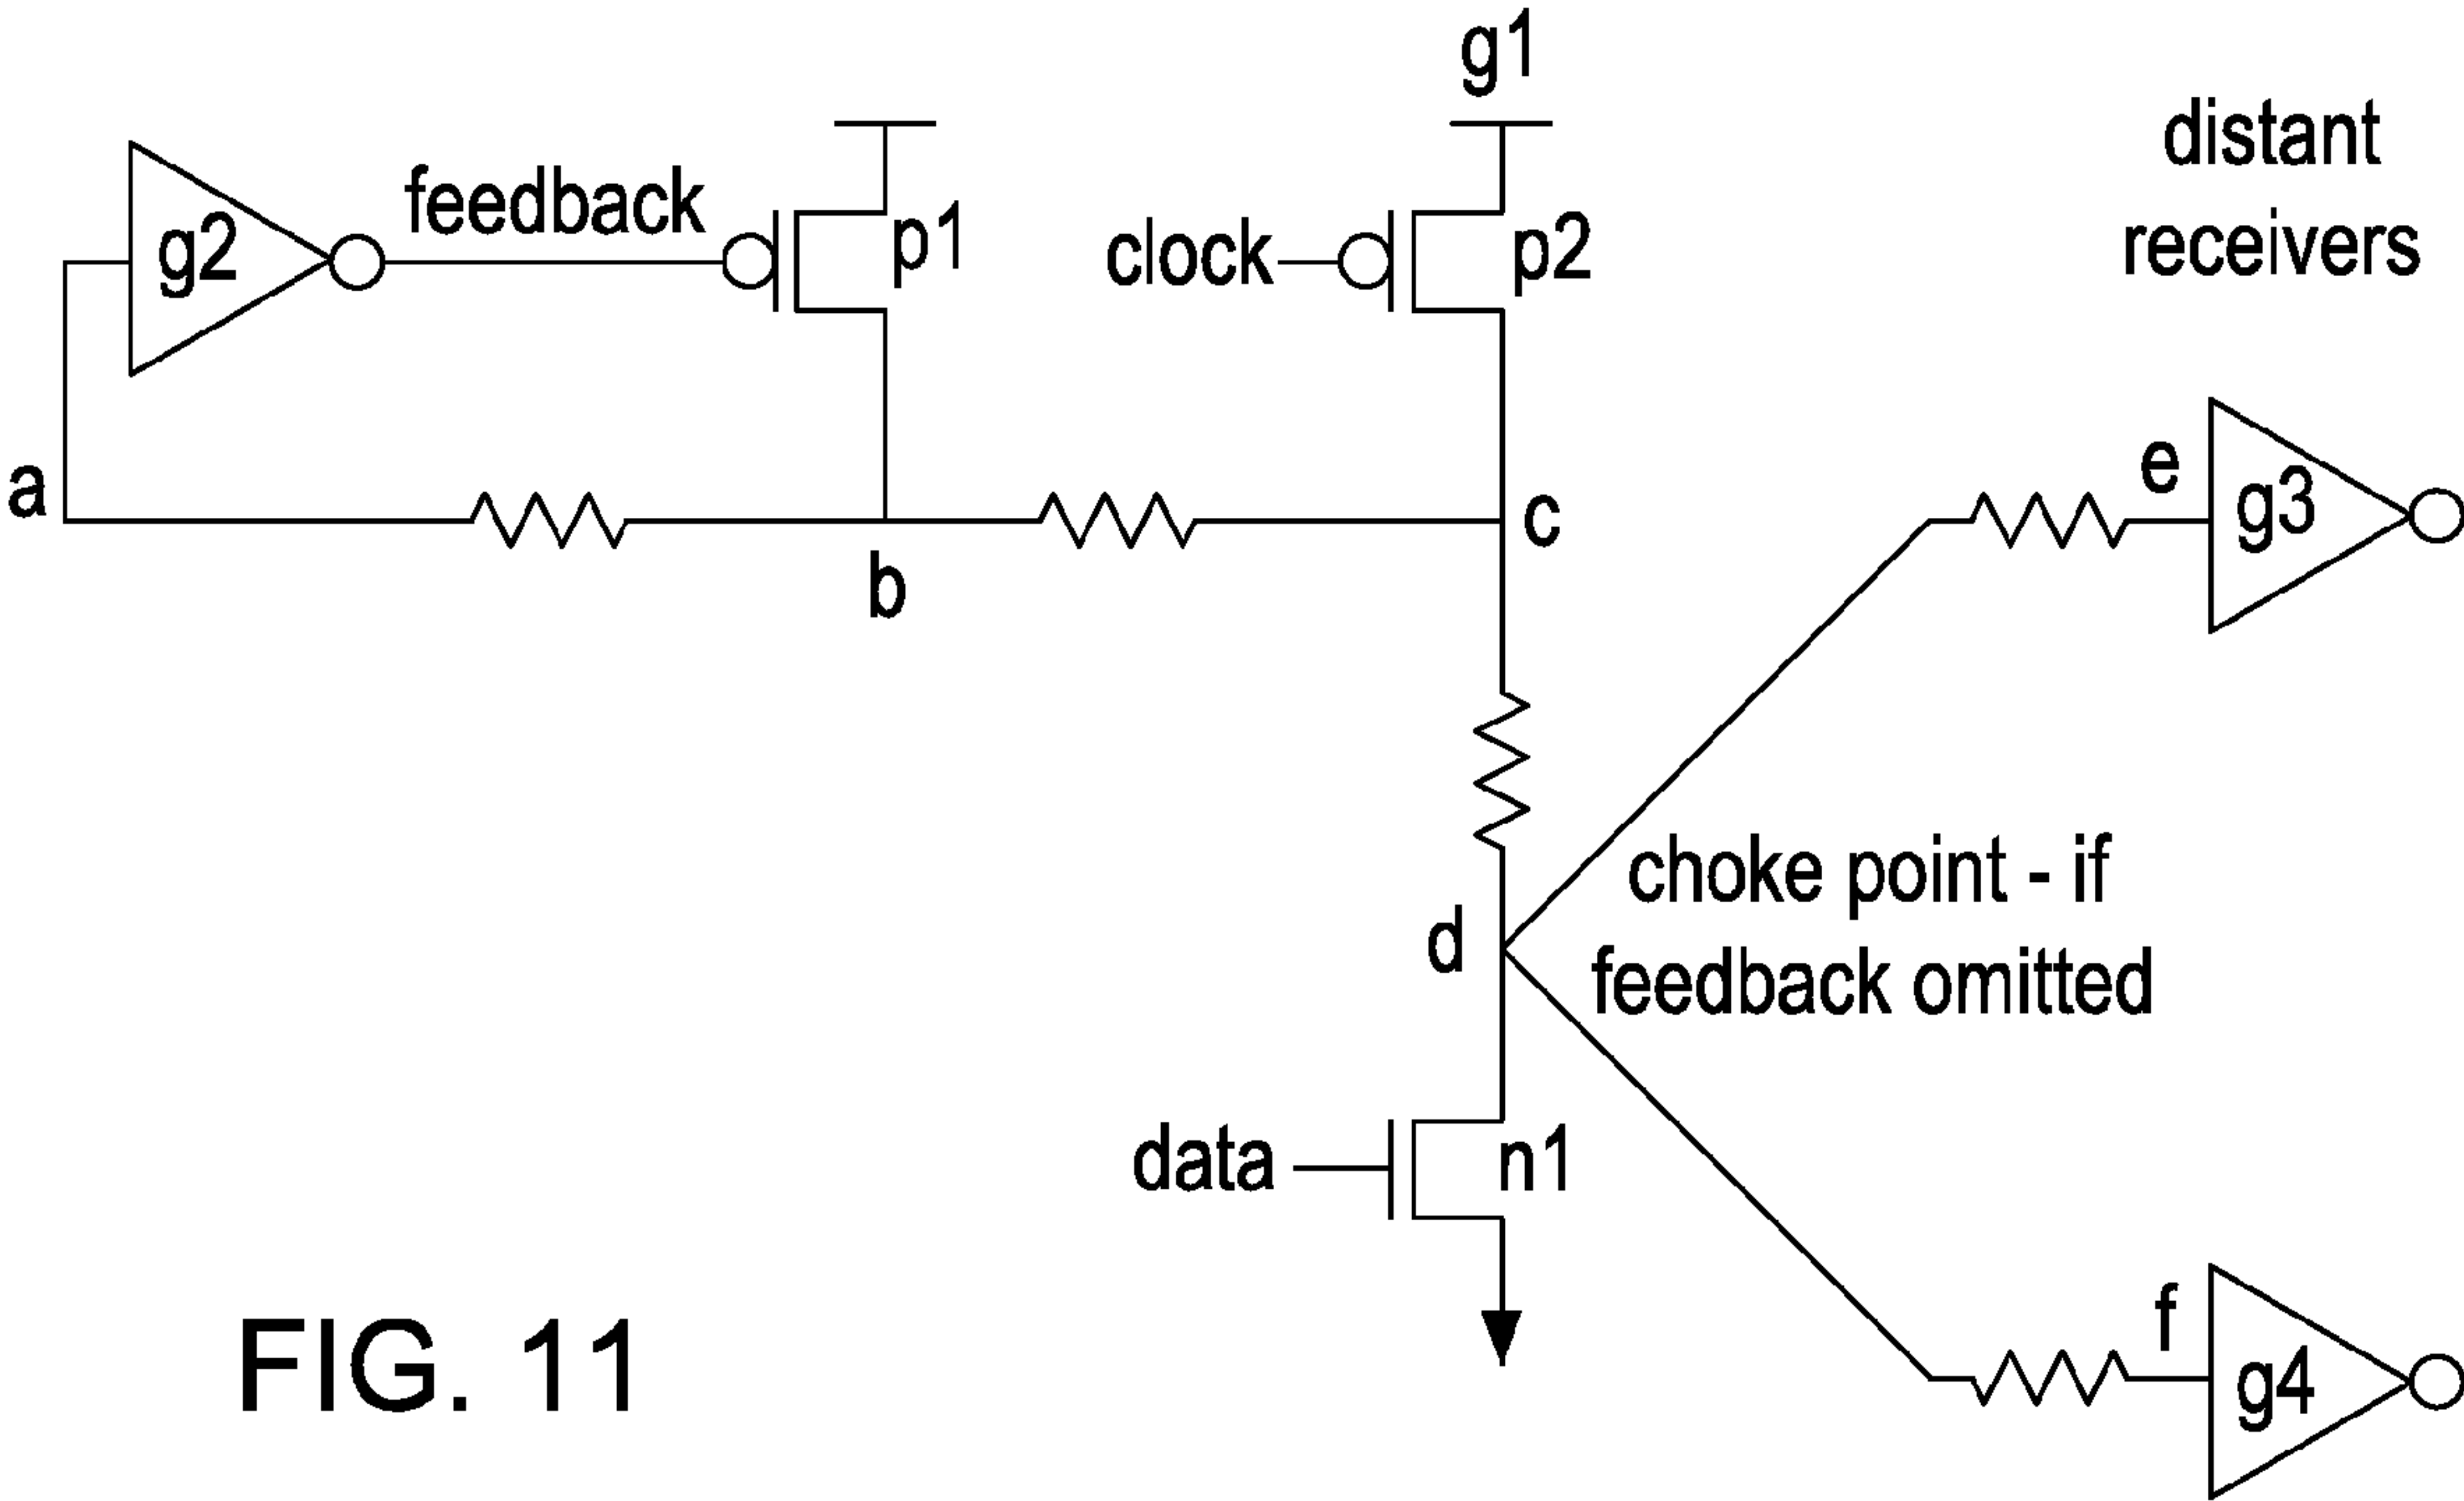 g1
distant
receivers
g2
feedback
p1
clock
p2
a
b
c
e
g3
choke point - if
feedback omitted
d
data
n1
f
g4
FIG. 11